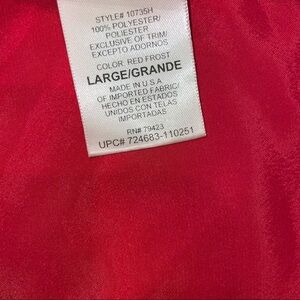 STYLE# 10735H
100% POLYESTER/
POLIESTER
EXCLUSIVE OF TRIM/
EXCEPTO ADORNOS
COLOR: RED FROST
LARGE/GRANDE
MADE IN U.S.A
OF IMPORTED FABRIC/
HECHO EN ESTADOS
UNIDOS CON TELAS
IMPORTADAS
RN# 79423
UPC# 724683-110251